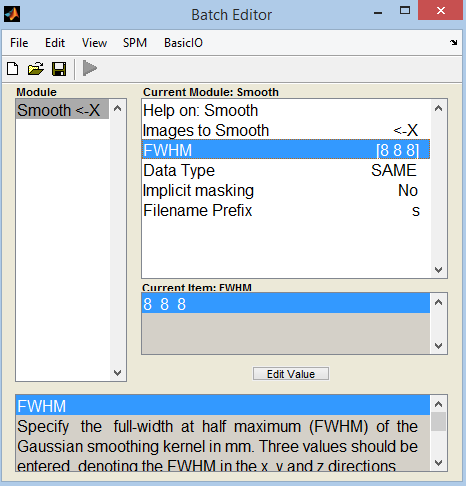 Batch Editor
File Edit View SPM BasicIO
Module
Smooth <-X
Current Module: Smooth
Help on: Smooth
Images to Smooth <-X
FWHM [8 8 8]
Data Type SAME
Implicit masking No
Filename Prefix s
Current Item: FWHM
8 8 8
Edit Value
FWHM
Specify the full-width at half maximum (FWHM) of the
Gaussian smoothing kernel in mm. Three values should be
entered, denoting the FWHM in the x, y and z directions